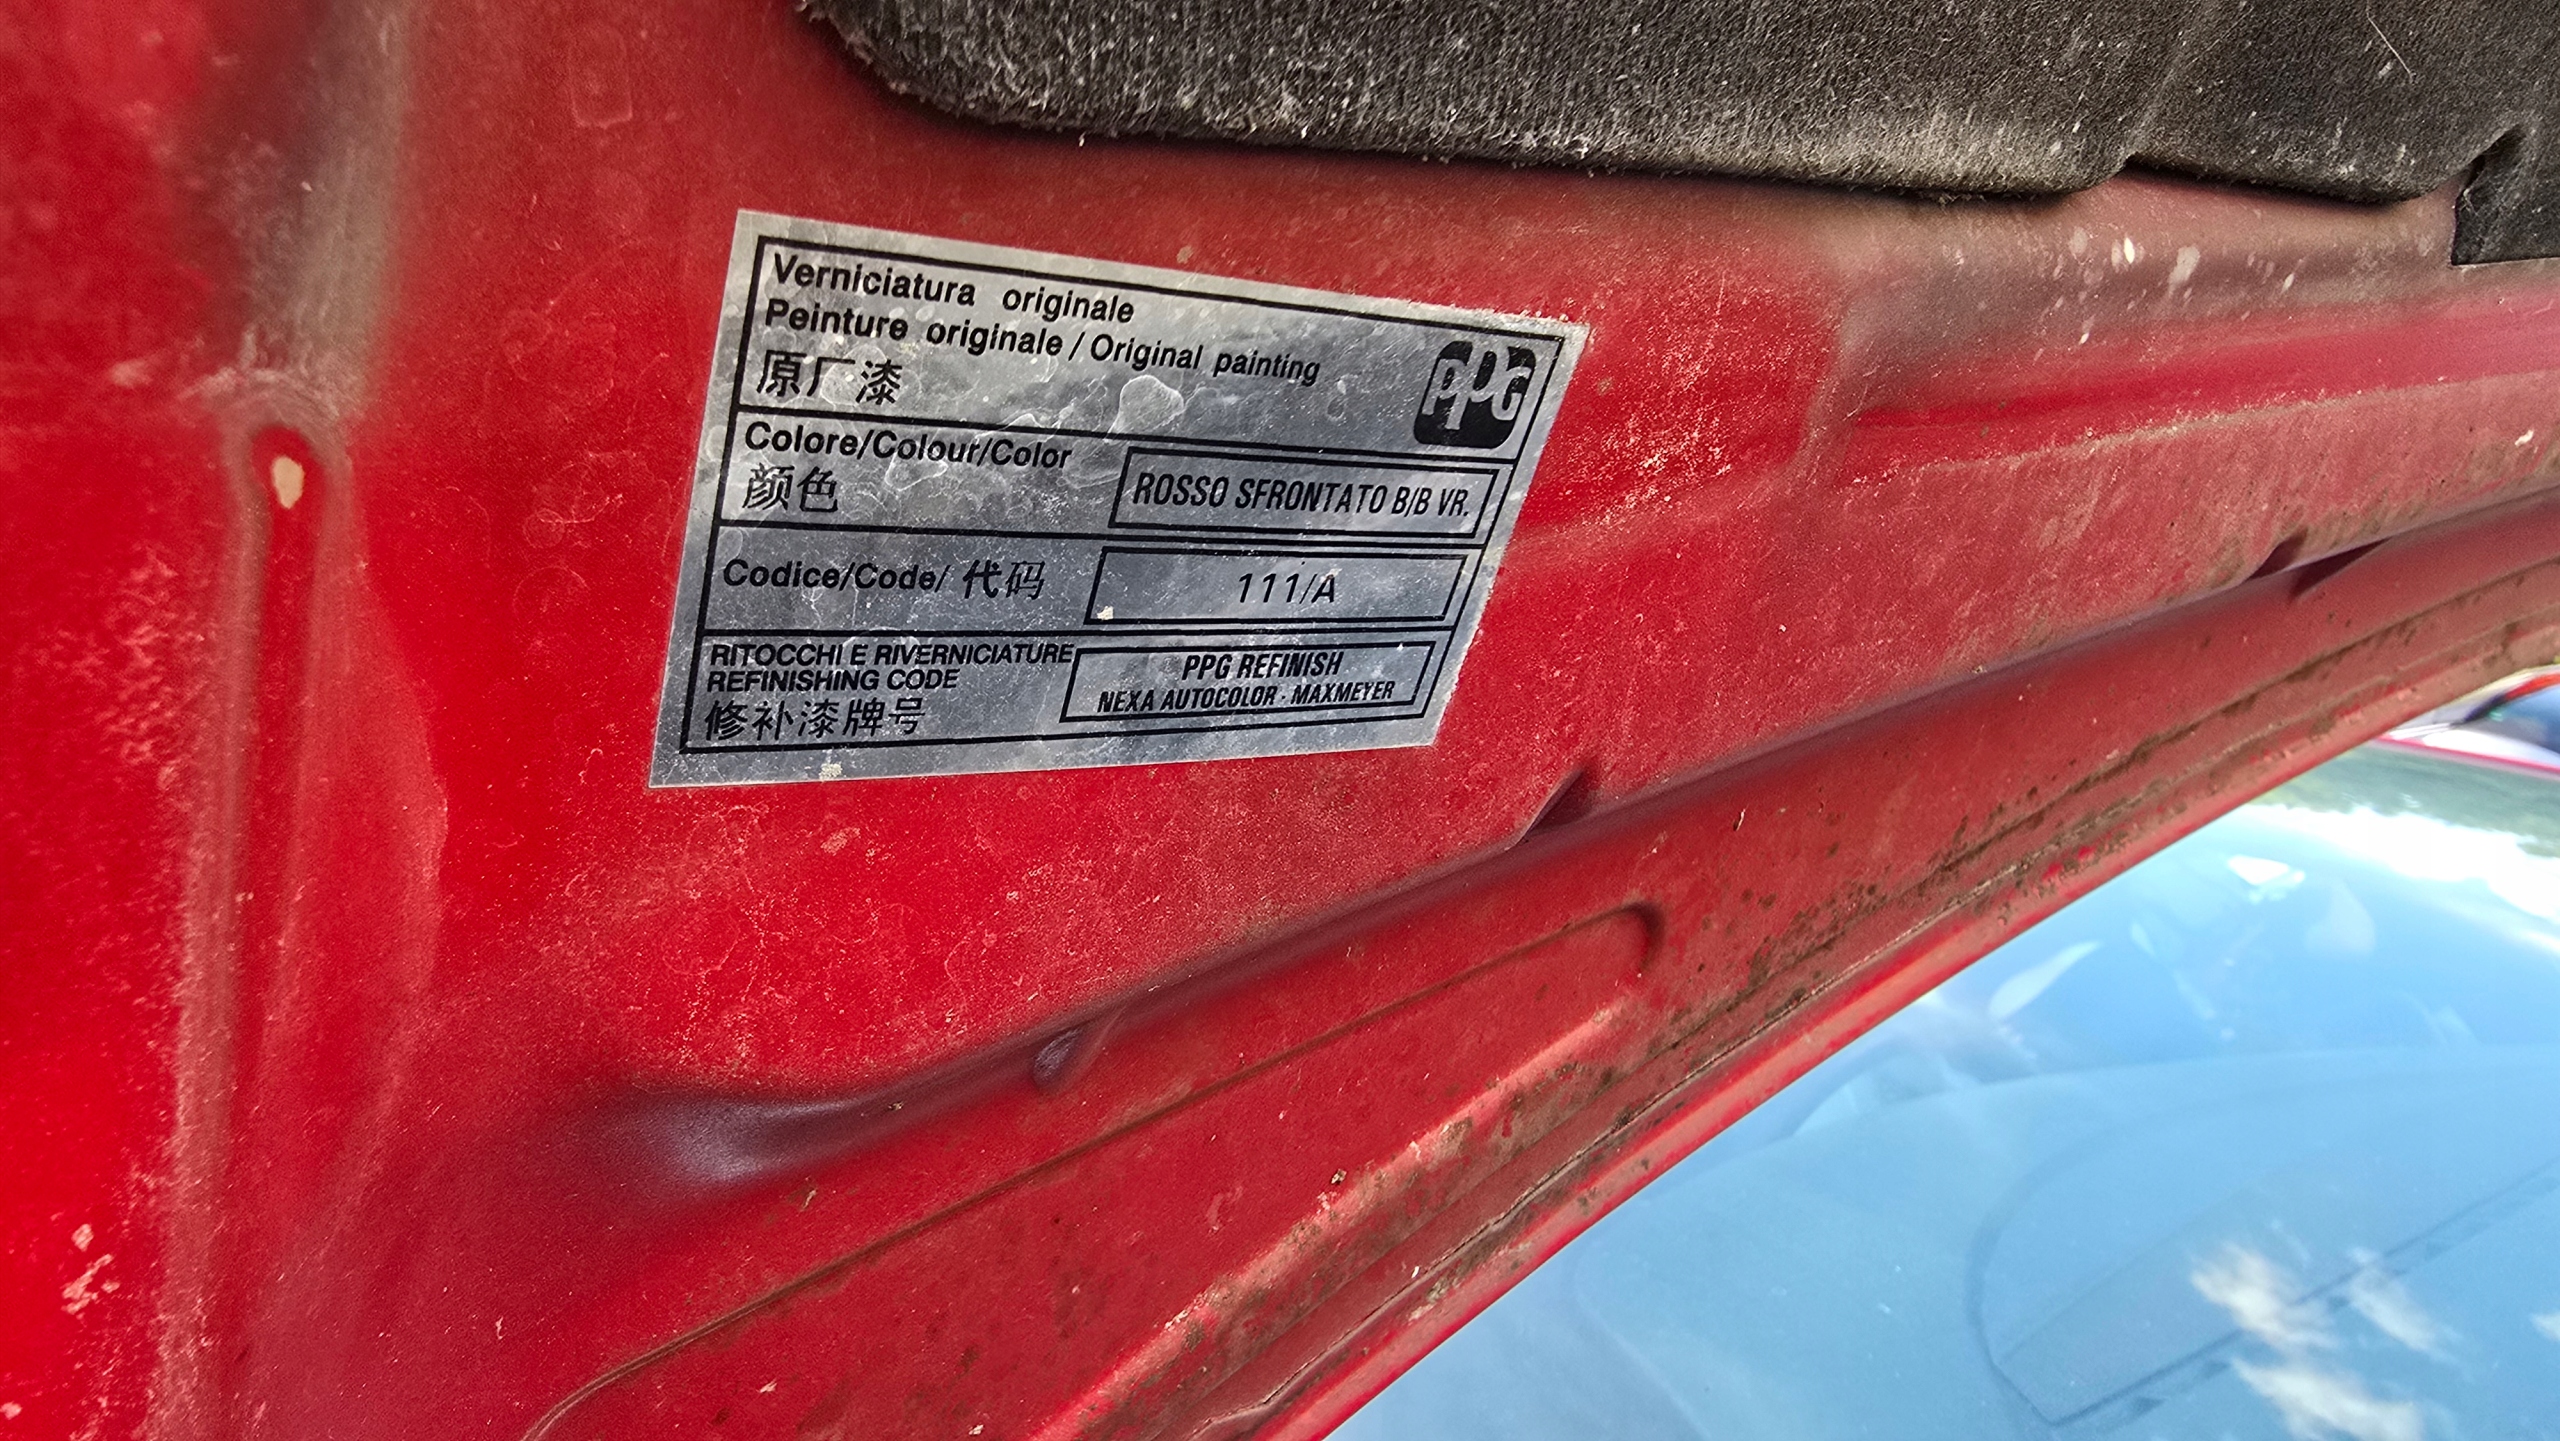 Verniciatura originale
Peinture originale / Original painting
原厂漆
PPG
Colore/Colour/Color
颜色
ROSSO SFRONTATO B/B VR.
Codice/Code/ 代码
111/A
RITOCCHI E RIVERNICIATURE
REFINISHING CODE
修补漆牌号
PPG REFINISH
NEXA AUTOCOLOR - MAXMEYER